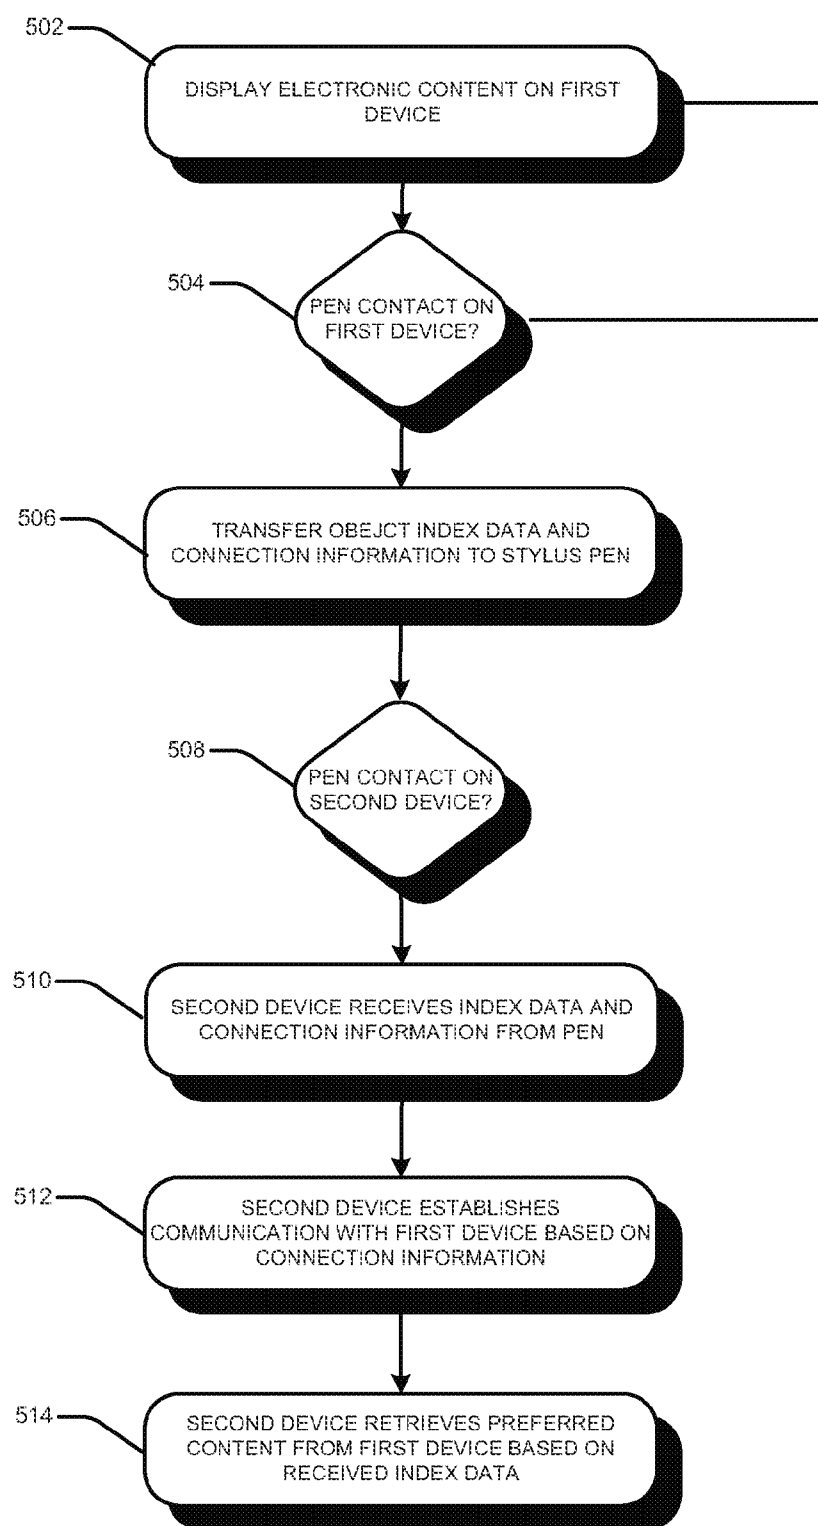 502
DISPLAY ELECTRONIC CONTENT ON FIRST
DEVICE
504
PEN CONTACT ON
FIRST DEVICE?
506
TRANSFER OBEJCT INDEX DATA AND
CONNECTION INFORMATION TO STYLUS PEN
508
PEN CONTACT ON
SECOND DEVICE?
510
SECOND DEVICE RECEIVES INDEX DATA AND
CONNECTION INFORMATION FROM PEN
512
SECOND DEVICE ESTABLISHES
COMMUNICATION WITH FIRST DEVICE BASED ON
CONNECTION INFORMATION
514
SECOND DEVICE RETRIEVES PREFERRED
CONTENT FROM FIRST DEVICE BASED ON
RECEIVED INDEX DATA